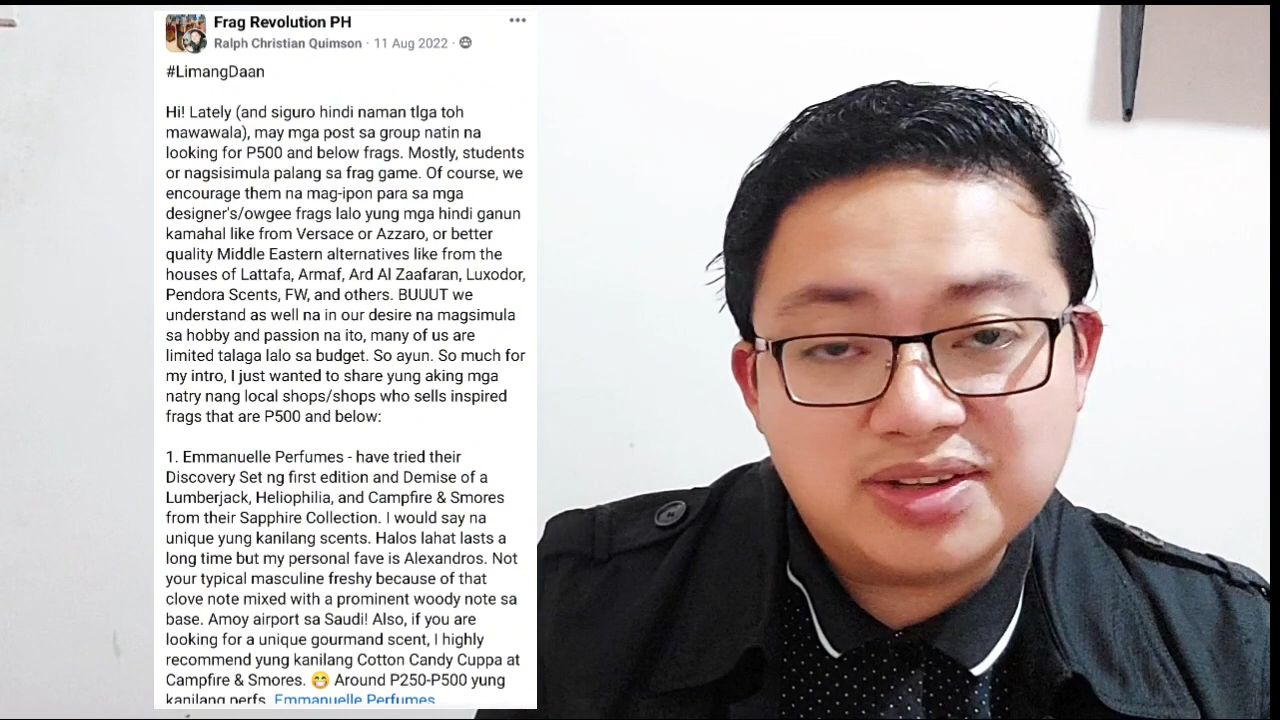 Frag Revolution PH
Ralph Christian Quimson · 11 Aug 2022 ·
#LimangDaan
Hi! Lately (and siguro hindi naman tlga toh
mawawala), may mga post sa group natin na
looking for P500 and below frags. Mostly, students
or nagsisimula palang sa frag game. Of course, we
encourage them na mag-ipon para sa mga
designer's/owgee frags lalo yung mga hindi ganun
kamahal like from Versace or Azzaro, or better
quality Middle Eastern alternatives like from the
houses of Lattafa, Armaf, Ard Al Zaafaran, Luxodor,
Pendora Scents, FW, and others. BUUUT we
understand as well na in our desire na magsimula
sa hobby and passion na ito, many of us are
limited talaga lalo sa budget. So ayun. So much for
my intro, I just wanted to share yung aking mga
natry nang local shops/shops who sells inspired
frags that are P500 and below:
1. Emmanuelle Perfumes - have tried their
Discovery Set ng first edition and Demise of a
Lumberjack, Heliophilia, and Campfire & Smores
from their Sapphire Collection. I would say na
unique yung kanilang scents. Halos lahat lasts a
long time but my personal fave is Alexandros. Not
your typical masculine freshy because of that
clove note mixed with a prominent woody note sa
base. Amoy airport sa Saudi! Also, if you are
looking for a unique gourmand scent, I highly
recommend yung kanilang Cotton Candy Cuppa at
Campfire & Smores. 😁 Around P250-P500 yung
kanilang perfs. Emmanuelle Perfumes